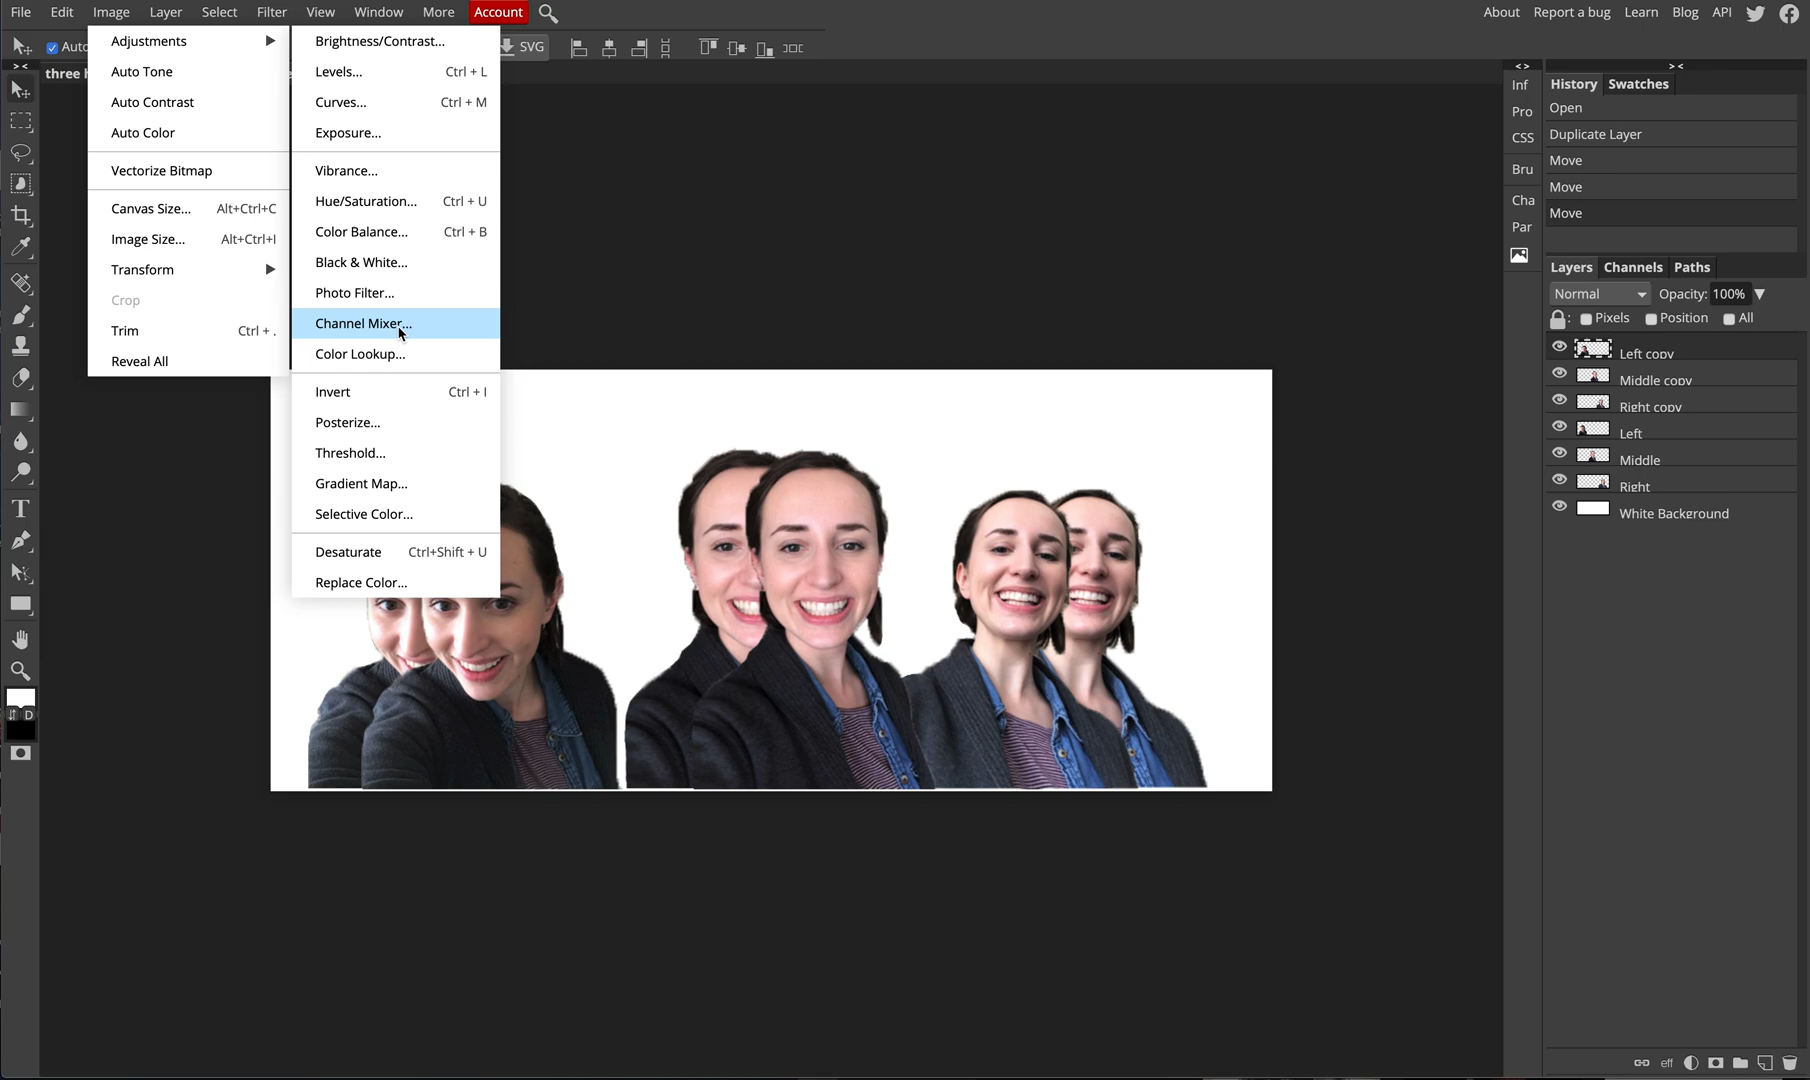 File Edit Image Layer Select Filter View Window More Account
About Report a bug Learn Blog API
Auto
SVG
three
Adjustments
Auto Tone
Auto Contrast
Auto Color
Vectorize Bitmap
Canvas Size... Alt+Ctrl+C
Image Size... Alt+Ctrl+I
Transform
Crop
Trim Ctrl + .
Reveal All
Brightness/Contrast...
Levels... Ctrl + L
Curves... Ctrl + M
Exposure...
Vibrance...
Hue/Saturation... Ctrl + U
Color Balance... Ctrl + B
Black & White...
Photo Filter...
Channel Mixer...
Color Lookup...
Invert Ctrl + I
Posterize...
Threshold...
Gradient Map...
Selective Color...
Desaturate Ctrl+Shift + U
Replace Color...
> <
T
D
< >
Inf
Pro
CSS
Bru
Cha
Par
> <
History Swatches
Open
Duplicate Layer
Move
Move
Move
Layers Channels Paths
Normal Opacity: 100%
: Pixels Position All
Left copy
Middle copy
Right copy
Left
Middle
Right
White Background
eff